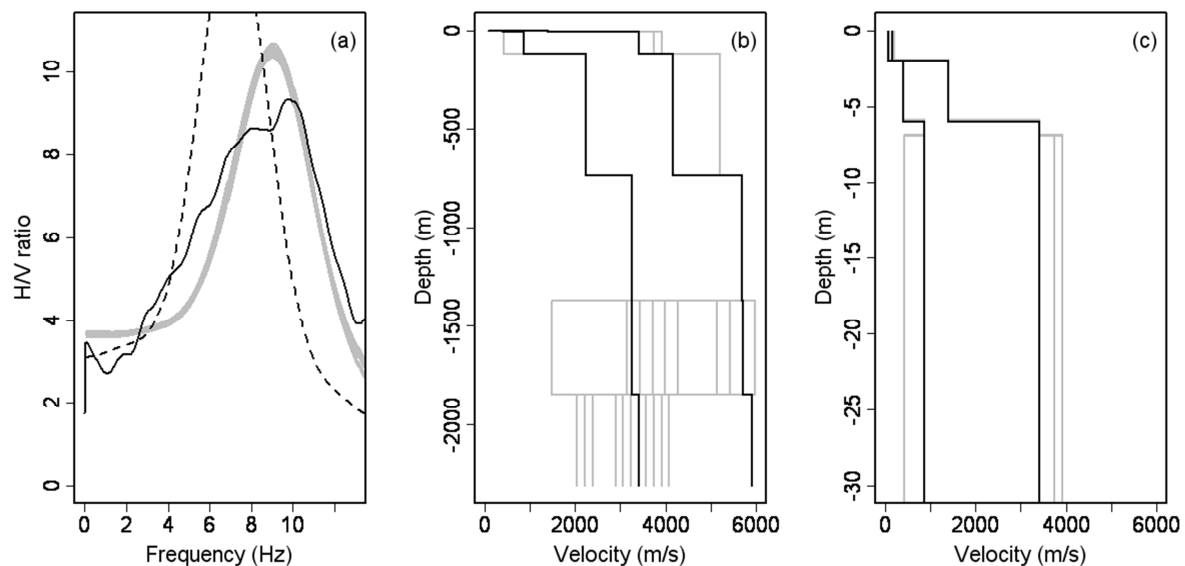 (a)
H/V ratio
10
8
6
4
2
0
0 2 4 6 8 10
Frequency (Hz)
(b)
Depth (m)
0
-500
-1000
-1500
-2000
0 2000 4000 6000
Velocity (m/s)
(c)
Depth (m)
0
-5
-10
-15
-20
-25
-30
0 2000 4000 6000
Velocity (m/s)